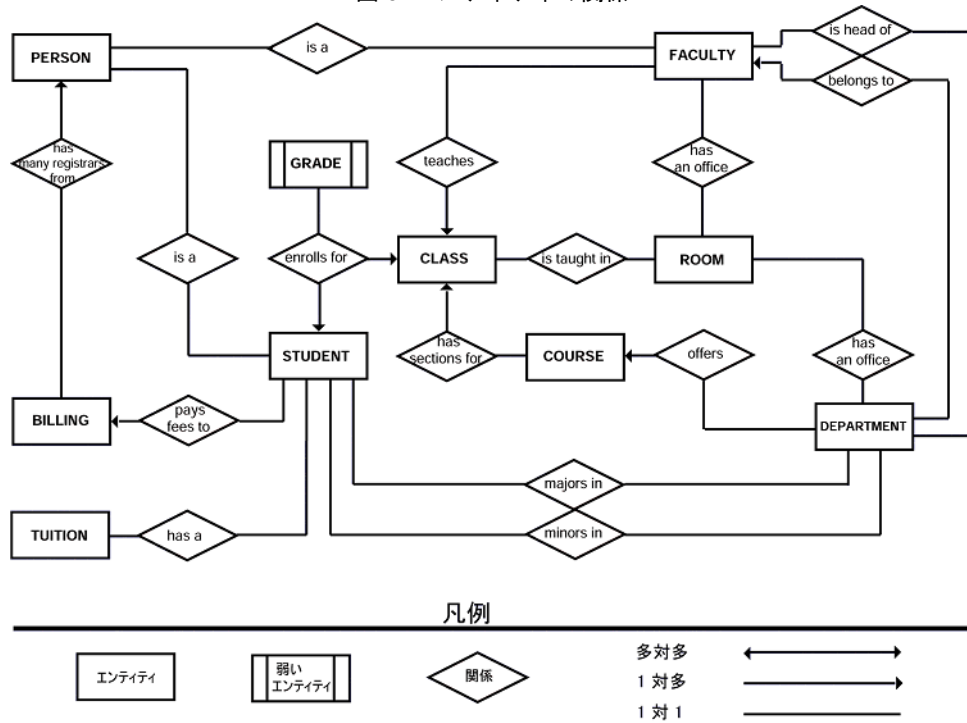 PERSON
is a
FACULTY
is head of
belongs to
has
many registrars
from
GRADE
teaches
has
an office
is a
enrolls for
CLASS
is taught in
ROOM
STUDENT
has
sections for
COURSE
offers
has
an office
BILLING
pays
fees to
DEPARTMENT
majors in
TUITION
has a
minors in
凡例
エンティティ
弱い
エンティティ
関係
多対多
1 対多
1 対 1